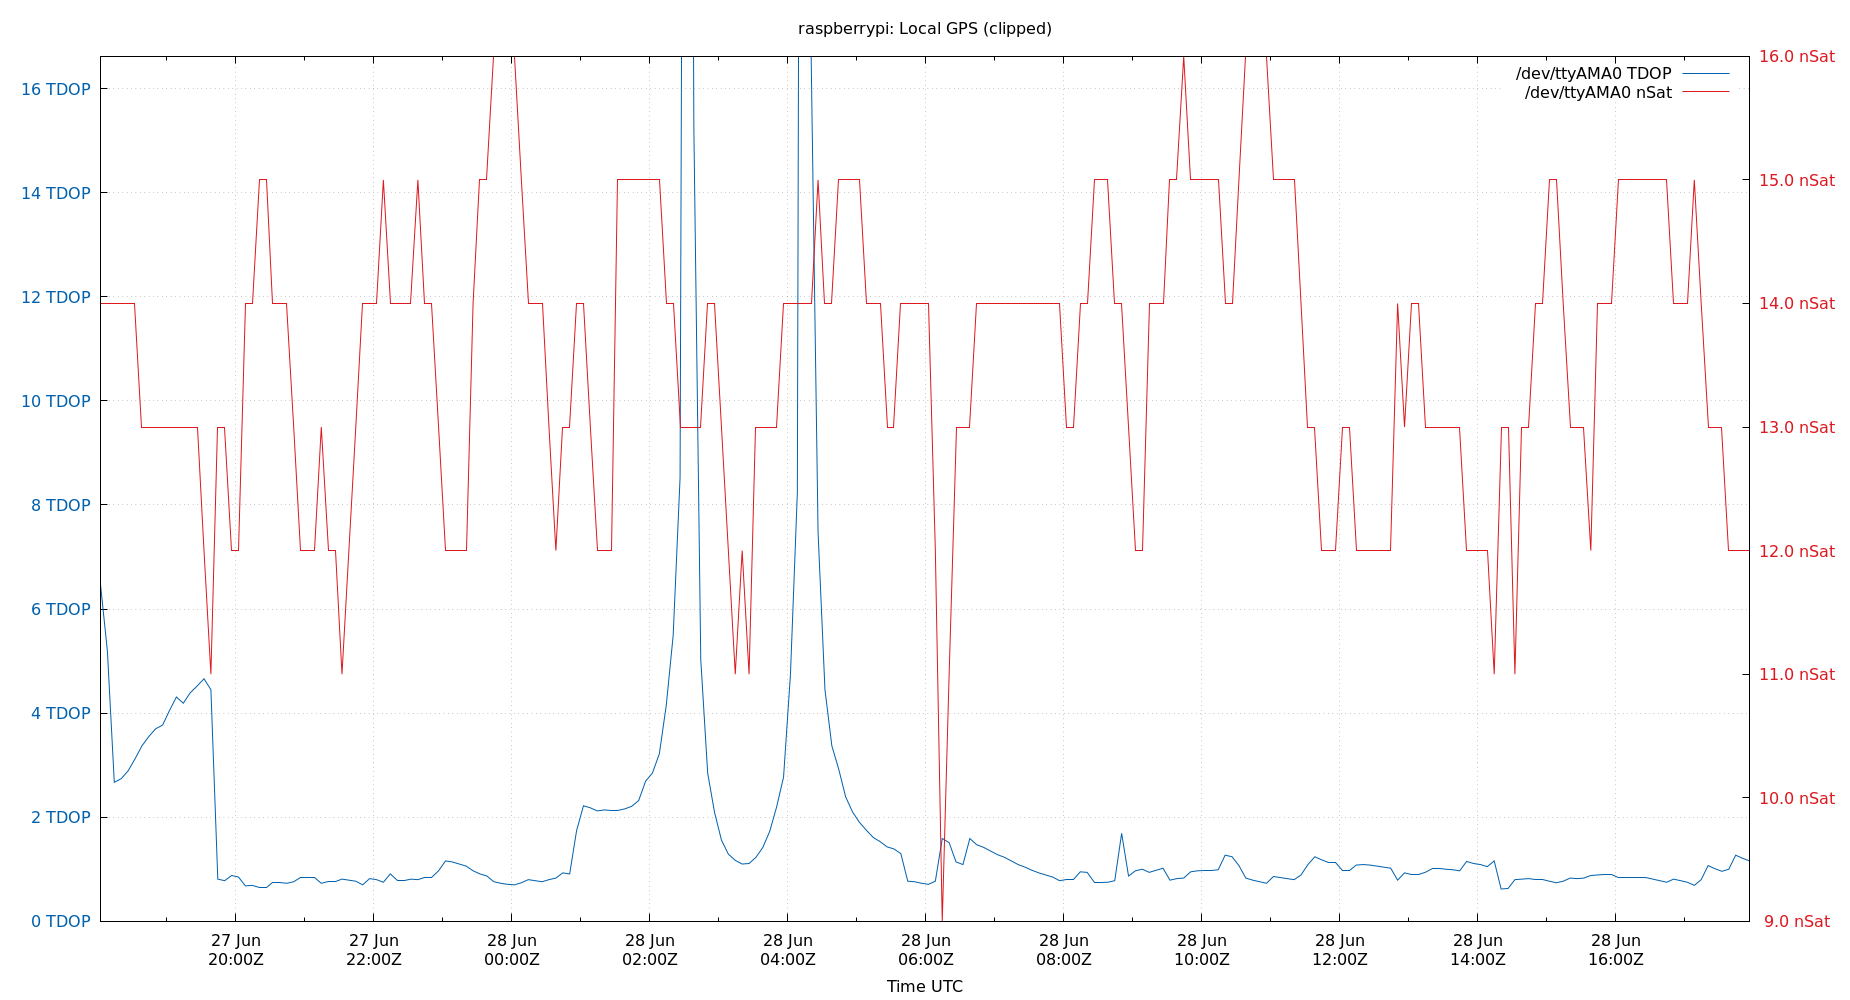 raspberrypi: Local GPS (clipped)
/dev/ttyAMA0 TDOP
/dev/ttyAMA0 nSat
16 TDOP
14 TDOP
12 TDOP
10 TDOP
8 TDOP
6 TDOP
4 TDOP
2 TDOP
0 TDOP
16.0 nSat
15.0 nSat
14.0 nSat
13.0 nSat
12.0 nSat
11.0 nSat
10.0 nSat
9.0 nSat
27 Jun
20:00Z
27 Jun
22:00Z
28 Jun
00:00Z
28 Jun
02:00Z
28 Jun
04:00Z
28 Jun
06:00Z
28 Jun
08:00Z
28 Jun
10:00Z
28 Jun
12:00Z
28 Jun
14:00Z
28 Jun
16:00Z
Time UTC